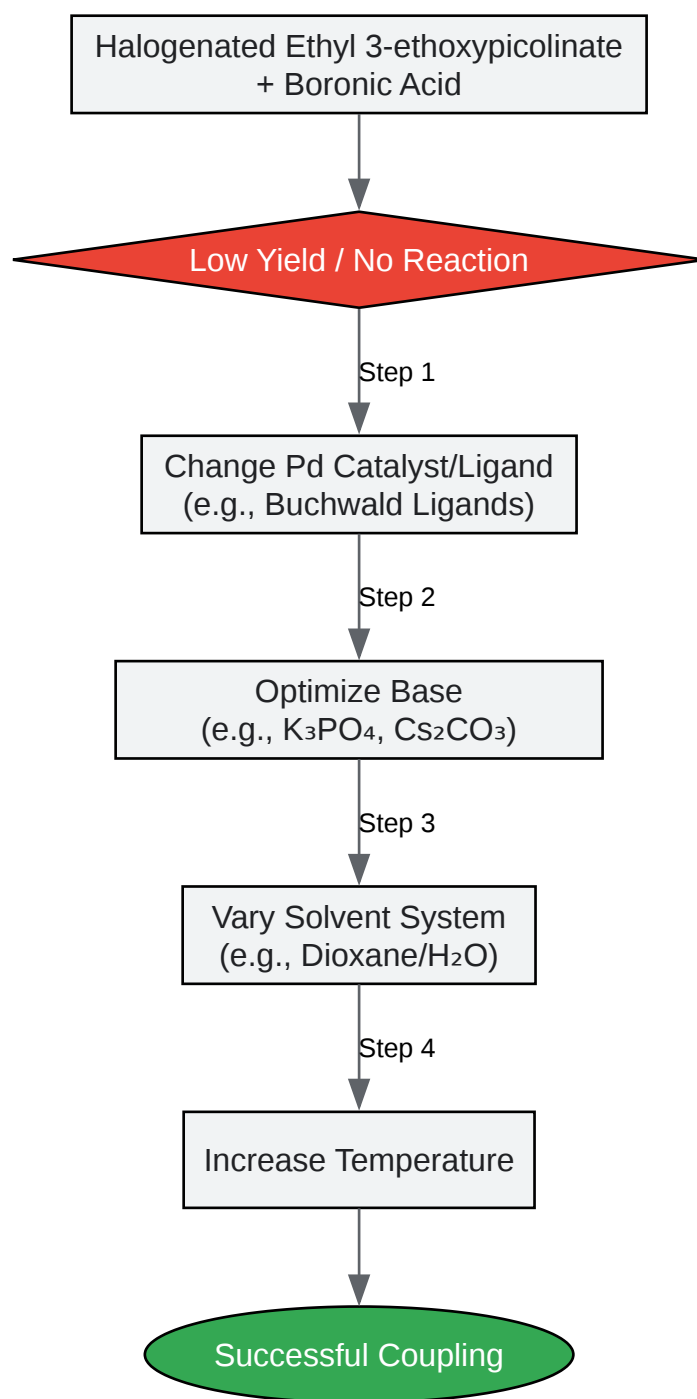 Halogenated Ethyl 3-ethoxypicolinate
+ Boronic Acid
Low Yield / No Reaction
Step 1
Change Pd Catalyst/Ligand
(e.g., Buchwald Ligands)
Step 2
Optimize Base
(e.g., K₃PO₄, Cs₂CO₃)
Step 3
Vary Solvent System
(e.g., Dioxane/H₂O)
Step 4
Increase Temperature
Successful Coupling